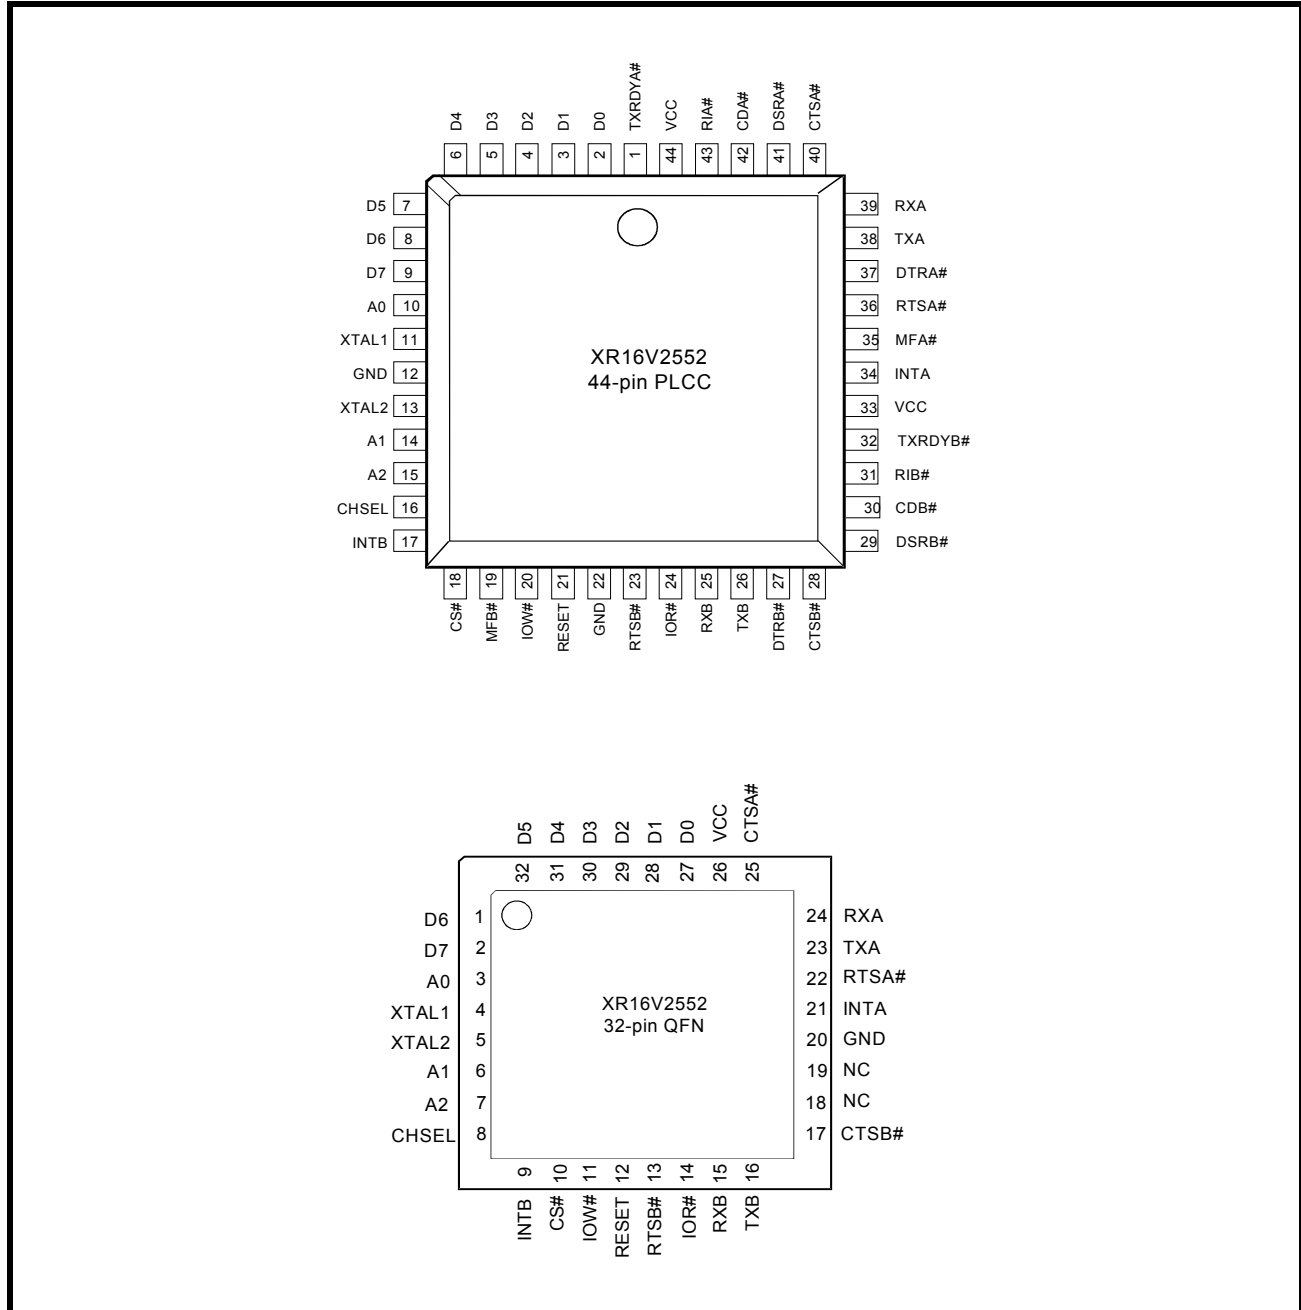 D4 D3 D2 D1 D0 TXRDYA# VCC RIA# CDA# DSRA# CTSA#
6 5 4 3 2 1 44 43 42 41 40
D5 7 39 RXA
D6 8 38 TXA
D7 9 37 DTRA#
A0 10 36 RTSA#
XTAL1 11 35 MFA#
GND 12 34 INTA
XTAL2 13 33 VCC
A1 14 32 TXRDYB#
A2 15 31 RIB#
CHSEL 16 30 CDB#
INTB 17 29 DSRB#
XR16V2552
44-pin PLCC
18 19 20 21 22 23 24 25 26 27 28
CS# MFB# IOW# RESET GND RTSB# IOR# RXB TXB DTRB# CTSB#
D5 D4 D3 D2 D1 D0 VCC CTSA#
32 31 30 29 28 27 26 25
D6 1 24 RXA
D7 2 23 TXA
A0 3 22 RTSA#
XTAL1 4 21 INTA
XTAL2 5 20 GND
A1 6 19 NC
A2 7 18 NC
CHSEL 8 17 CTSB#
XR16V2552
32-pin QFN
9 10 11 12 13 14 15 16
INTB CS# IOW# RESET RTSB# IOR# RXB TXB